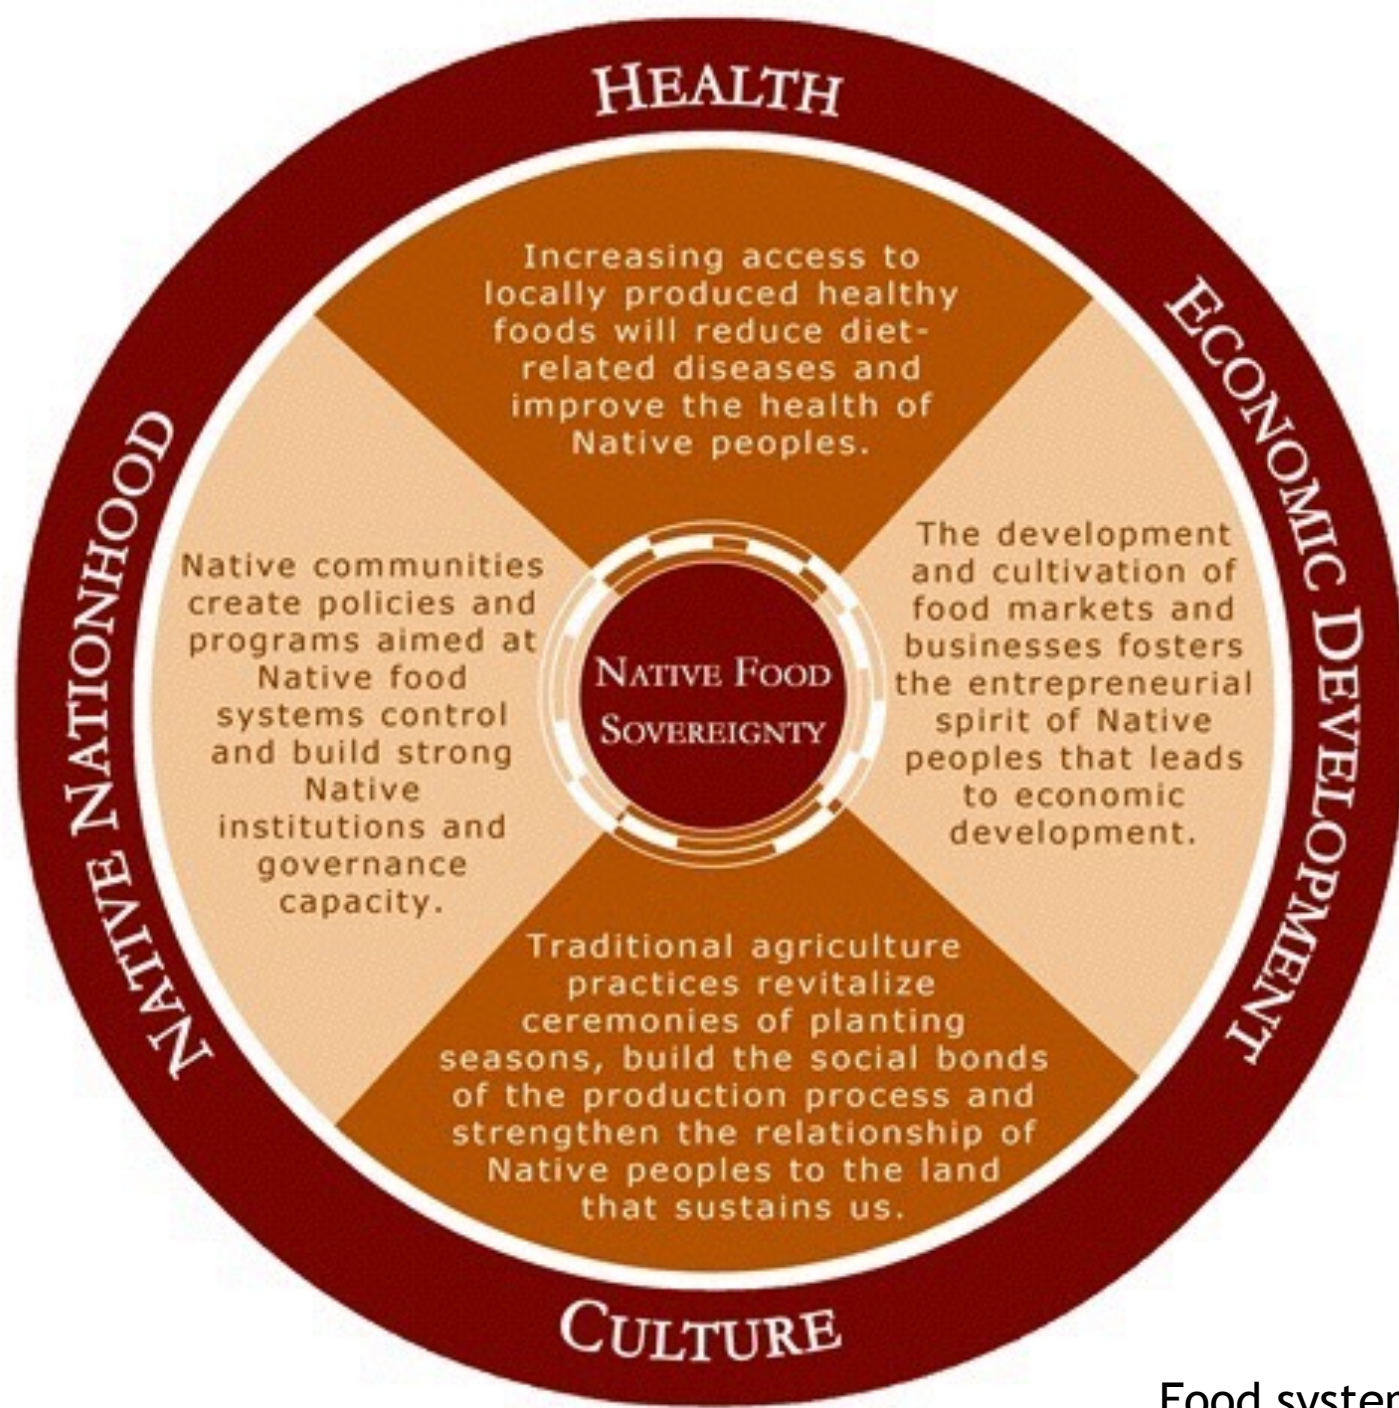 HEALTH
Increasing access to
locally produced healthy
foods will reduce diet-
related diseases and
improve the health of
Native peoples.
ECONOMIC DEVELOPMENT
The development
and cultivation of
food markets and
businesses fosters
the entrepreneurial
spirit of Native
peoples that leads
to economic
development.
NATIVE NATIONHOOD
Native communities
create policies and
programs aimed at
Native food
systems control
and build strong
Native
institutions and
governance
capacity.
NATIVE FOOD
SOVEREIGNTY
Traditional agriculture
practices revitalize
ceremonies of planting
seasons, build the social bonds
of the production process and
strengthen the relationship of
Native peoples to the land
that sustains us.
CULTURE
Food